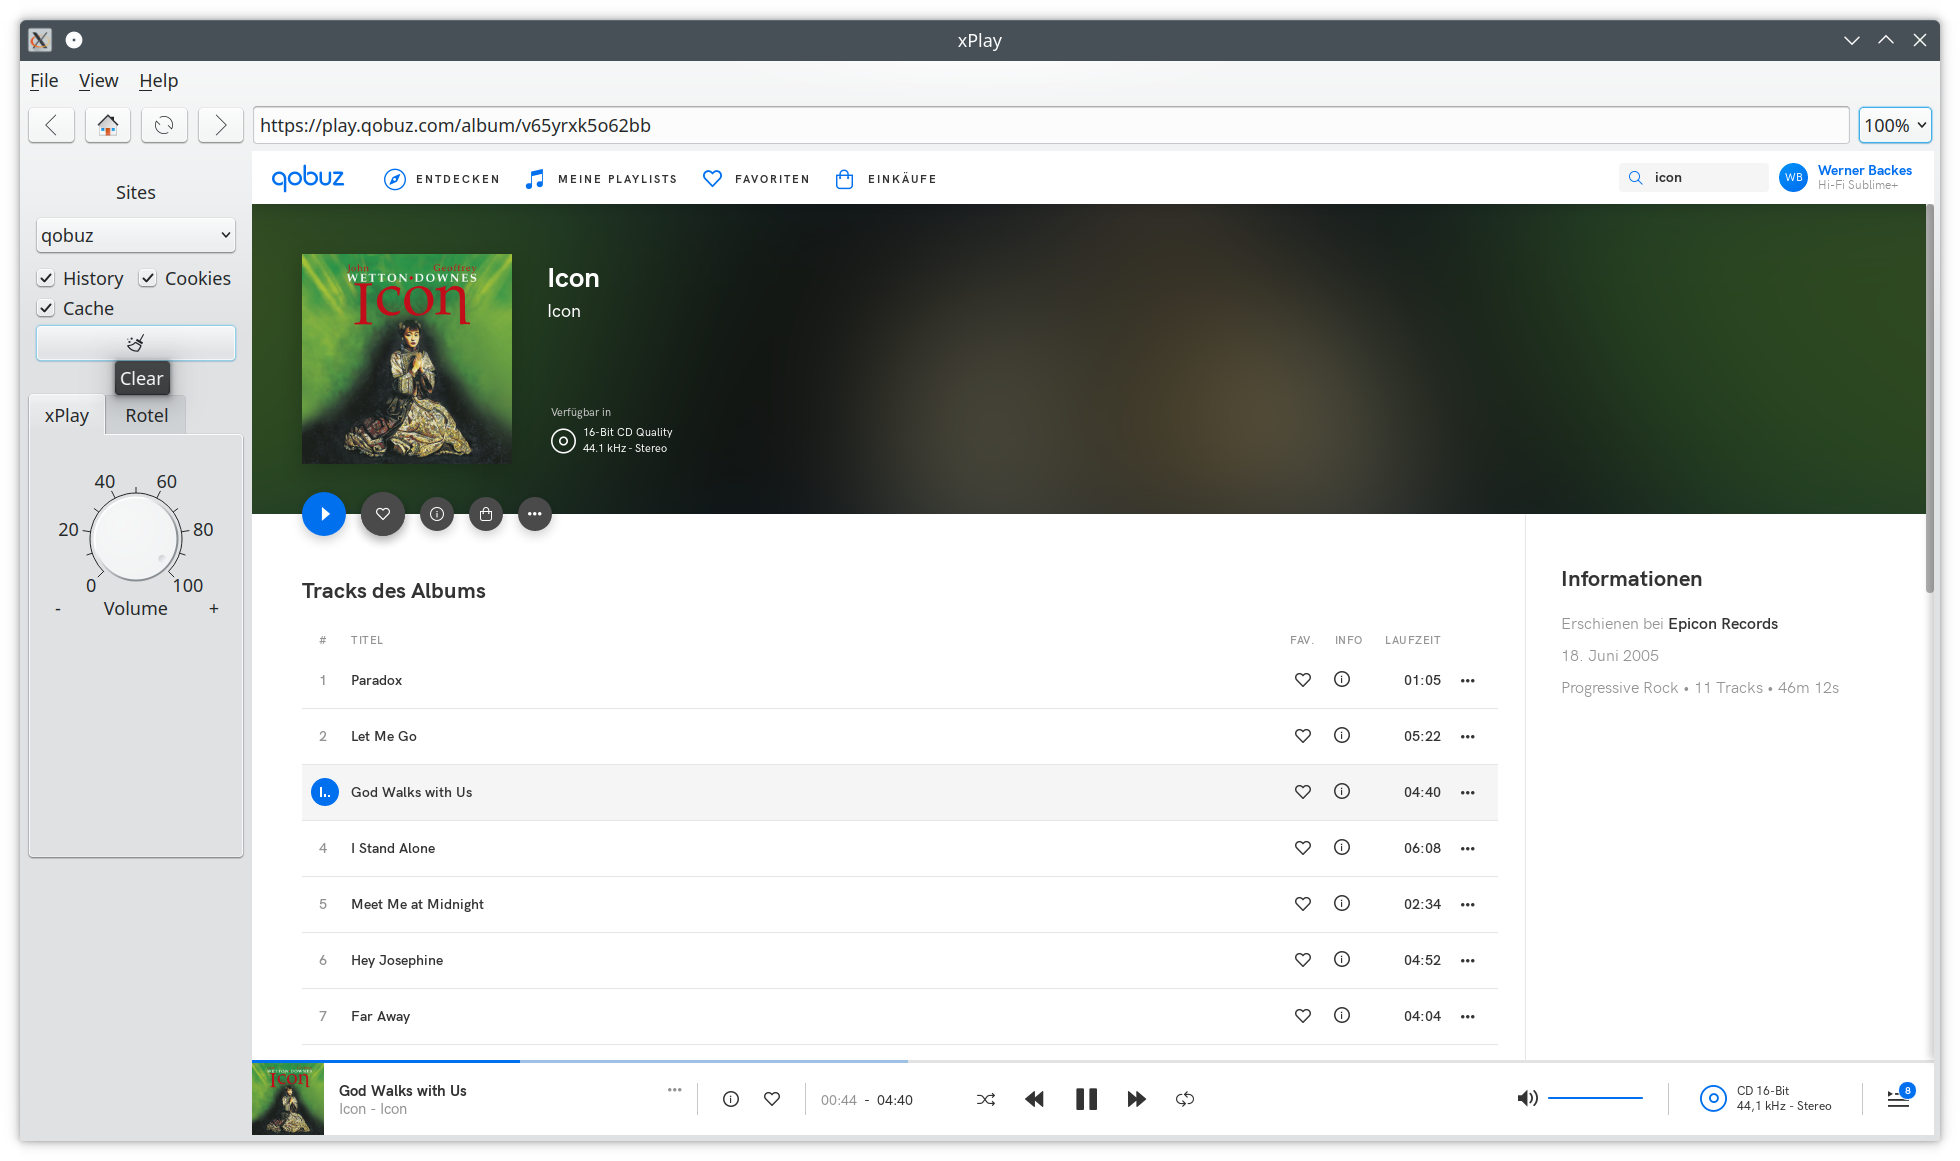 xPlay
File View Help
https://play.qobuz.com/album/v65yrxk5o62bb
100%
Sites
qobuz
History Cookies
Cache
Clear
xPlay Rotel
40 60
20 80
0 100
- Volume +
qobuz ENTDECKEN MEINE PLAYLISTS FAVORITEN EINKÄUFE
icon
WB
Werner Backes
Hi-Fi Sublime+
John Geoffrey
WETTON·DOWNES
Icon
Icon
Icon
Verfügbar in
16-Bit CD Quality
44.1 kHz - Stereo
Tracks des Albums
# TITEL FAV. INFO LAUFZEIT
1 Paradox 01:05
2 Let Me Go 05:22
God Walks with Us 04:40
4 I Stand Alone 06:08
5 Meet Me at Midnight 02:34
6 Hey Josephine 04:52
7 Far Away 04:04
Informationen
Erschienen bei Epicon Records
18. Juni 2005
Progressive Rock • 11 Tracks • 46m 12s
WETTON DOWNES
Icon
God Walks with Us
Icon - Icon
00:44 - 04:40
CD 16-Bit
44,1 kHz - Stereo
8